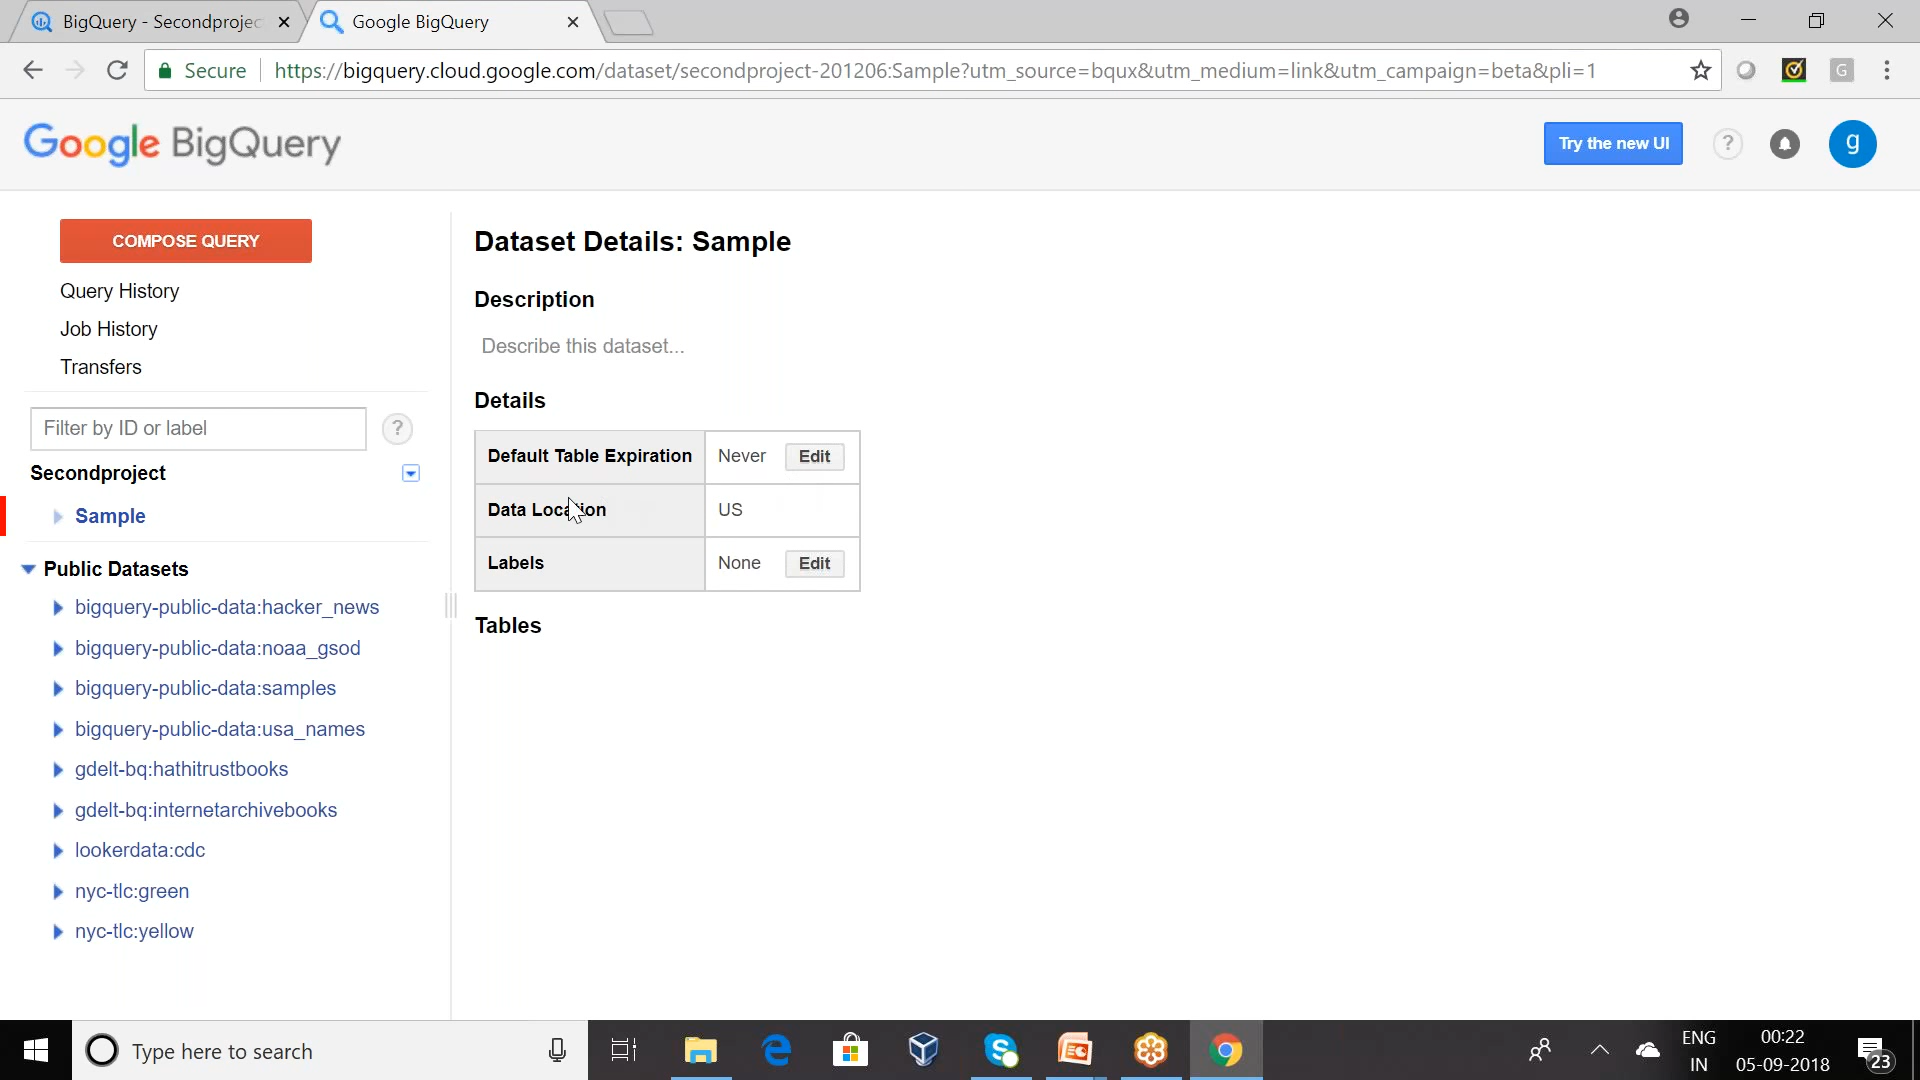 BigQuery - Secondprojec
Google BigQuery
Secure
https://bigquery.cloud.google.com/dataset/secondproject-201206:Sample?utm_source=bqux&utm_medium=link&utm_campaign=beta&pli=1
G
Google BigQuery
Try the new UI
?
g
COMPOSE QUERY
Query History
Job History
Transfers
Filter by ID or label
?
Secondproject
Sample
Public Datasets
bigquery-public-data:hacker_news
bigquery-public-data:noaa_gsod
bigquery-public-data:samples
bigquery-public-data:usa_names
gdelt-bq:hathitrustbooks
gdelt-bq:internetarchivebooks
lookerdata:cdc
nyc-tlc:green
nyc-tlc:yellow
Dataset Details: Sample
Description
Describe this dataset...
Details
Default Table Expiration Never Edit
Data Location US
Labels None Edit
Tables
Type here to search
ENG
IN
00:22
05-09-2018
23